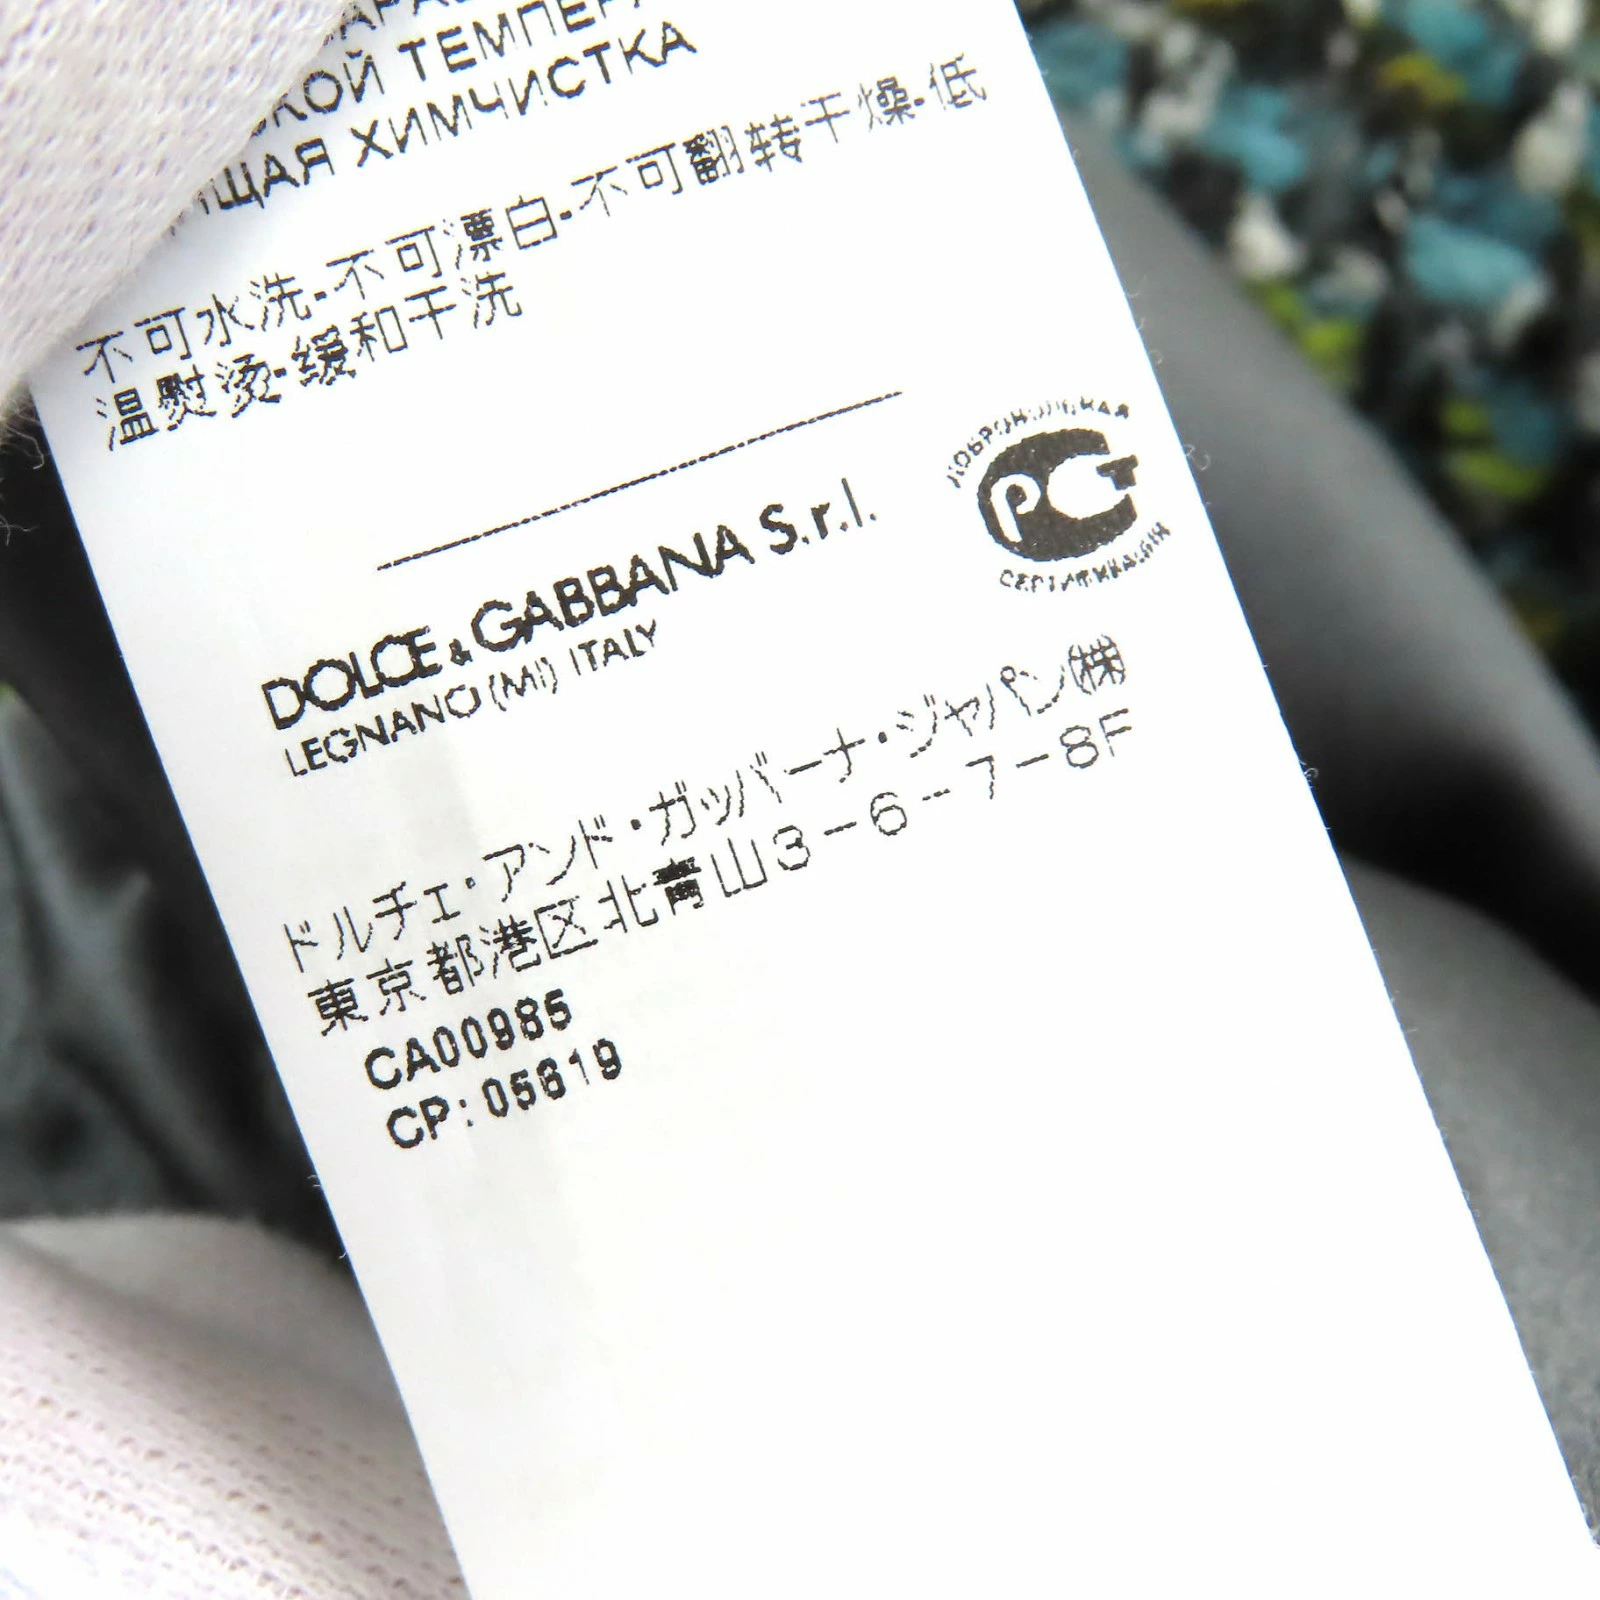 КОЙ ТЕМПЕР
ЩАЯ ХИМЧИСТКА
不可水洗-不可漂白-不可翻转干燥-低
温熨烫-缓和干洗
ДОБРОВОЛЬНАЯ
РСТ
СЕРТИФИКАЦИЯ
DOLCE & GABBANA S.r.l.
LEGNANO (MI) ITALY
ドルチェ・アンド・ガッバーナ・ジャパン㈱
東京都港区北青山3-6-7-8F
CA00985
CP: 05619